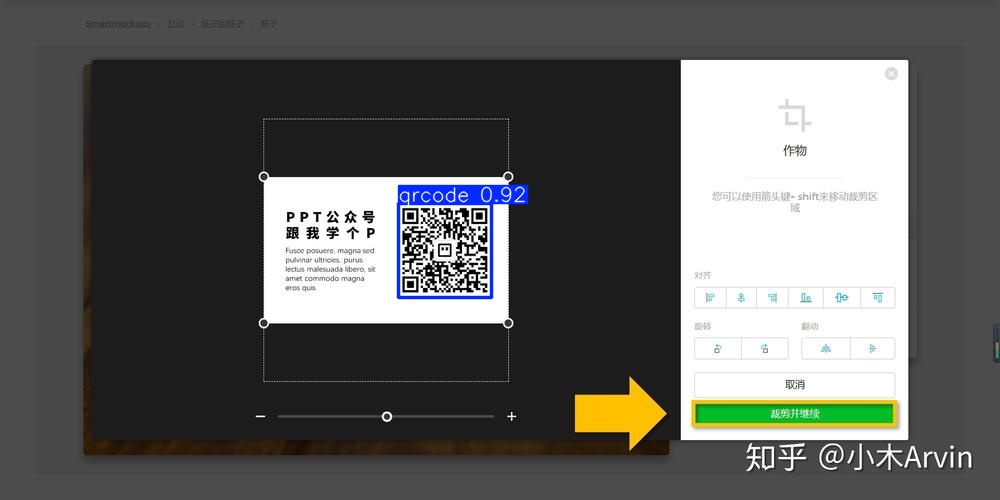 Smartmockups › 打印 › 杯子和杯子 › 杯子
作物
您可以使用箭头键+ shift来移动裁剪区
域
qrcode 0.92
PPT公众号
跟我学个P
Fusce posuere, magna sed
pulvinar ultricies, purus
lectus malesuada libero, sit
amet commodo magna
eros quis
对齐
旋转
翻动
取消
裁剪并继续
知乎 @小木Arvin